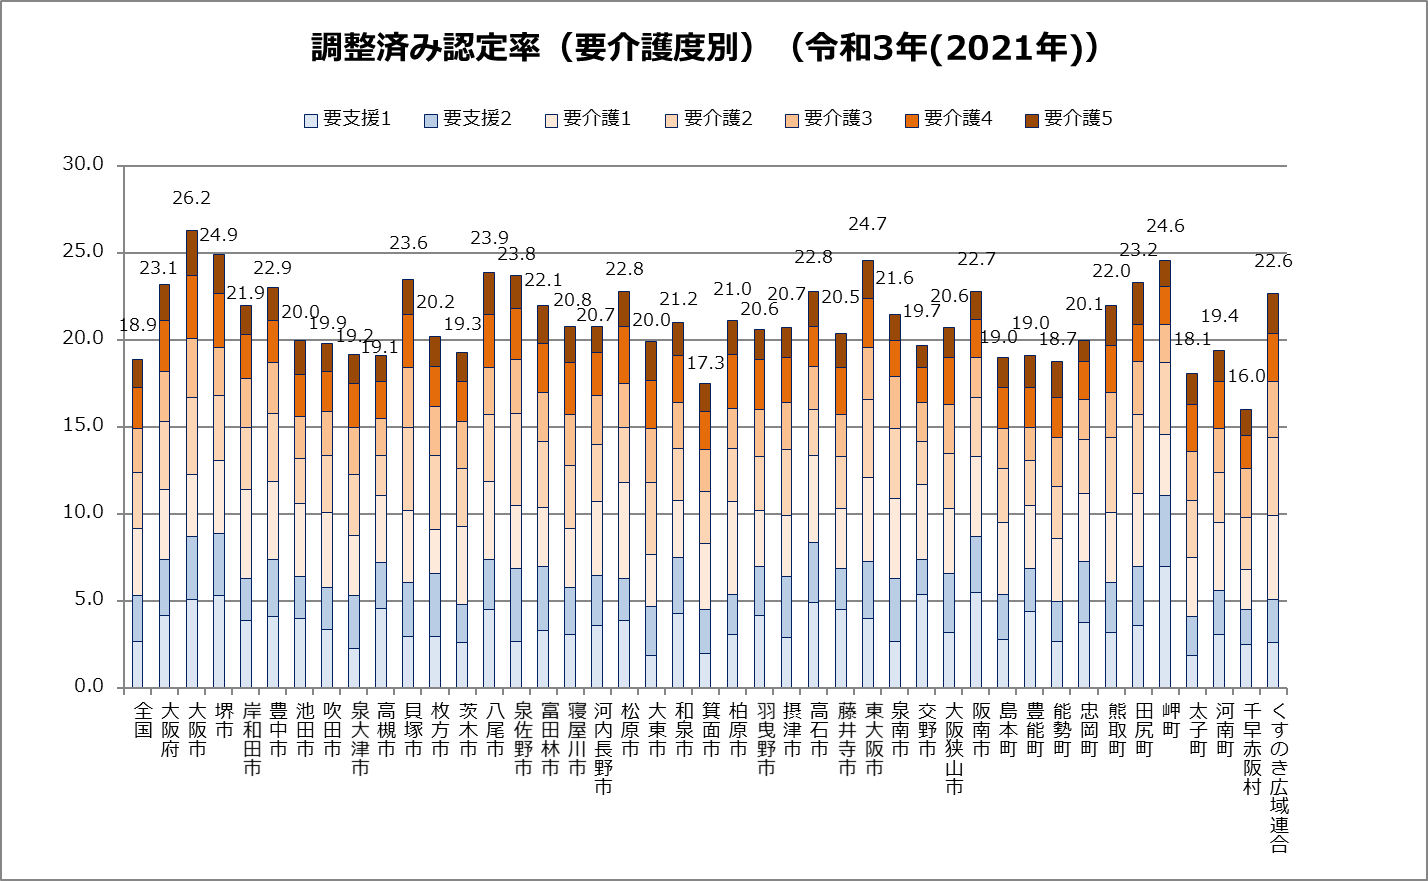 調整済み認定率（要介護度別）（令和3年(2021年)）
要支援1 要支援2 要介護1 要介護2 要介護3 要介護4 要介護5
30.0
25.0
20.0
15.0
10.0
5.0
0.0
18.9
23.1
26.2
24.9
21.9
22.9
20.0
19.9
19.2
19.1
23.6
20.2
19.3
23.9
23.8
22.1
20.8
20.7
22.8
20.0
21.2
17.3
21.0
20.6
20.7
22.8
20.5
24.7
21.6
19.7
20.6
22.7
19.0
19.0
18.7
20.1
22.0
23.2
24.6
18.1
19.4
16.0
22.6
全国
大阪府
大阪市
堺市
岸和田市
豊中市
池田市
吹田市
泉大津市
高槻市
貝塚市
枚方市
茨木市
八尾市
泉佐野市
富田林市
寝屋川市
河内長野市
松原市
大東市
和泉市
箕面市
柏原市
羽曳野市
摂津市
高石市
藤井寺市
東大阪市
泉南市
交野市
大阪狭山市
阪南市
島本町
豊能町
能勢町
忠岡町
熊取町
田尻町
岬町
太子町
河南町
千早赤阪村
くすのき広域連合